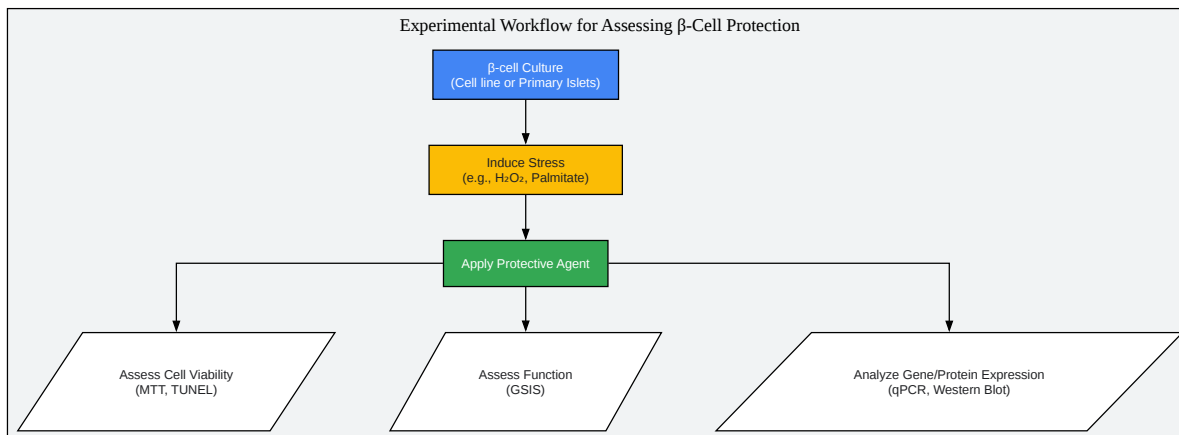 Experimental Workflow for Assessing β-Cell Protection
β-cell Culture
(Cell line or Primary Islets)
Induce Stress
(e.g., H₂O₂, Palmitate)
Apply Protective Agent
Assess Cell Viability
(MTT, TUNEL)
Assess Function
(GSIS)
Analyze Gene/Protein Expression
(qPCR, Western Blot)